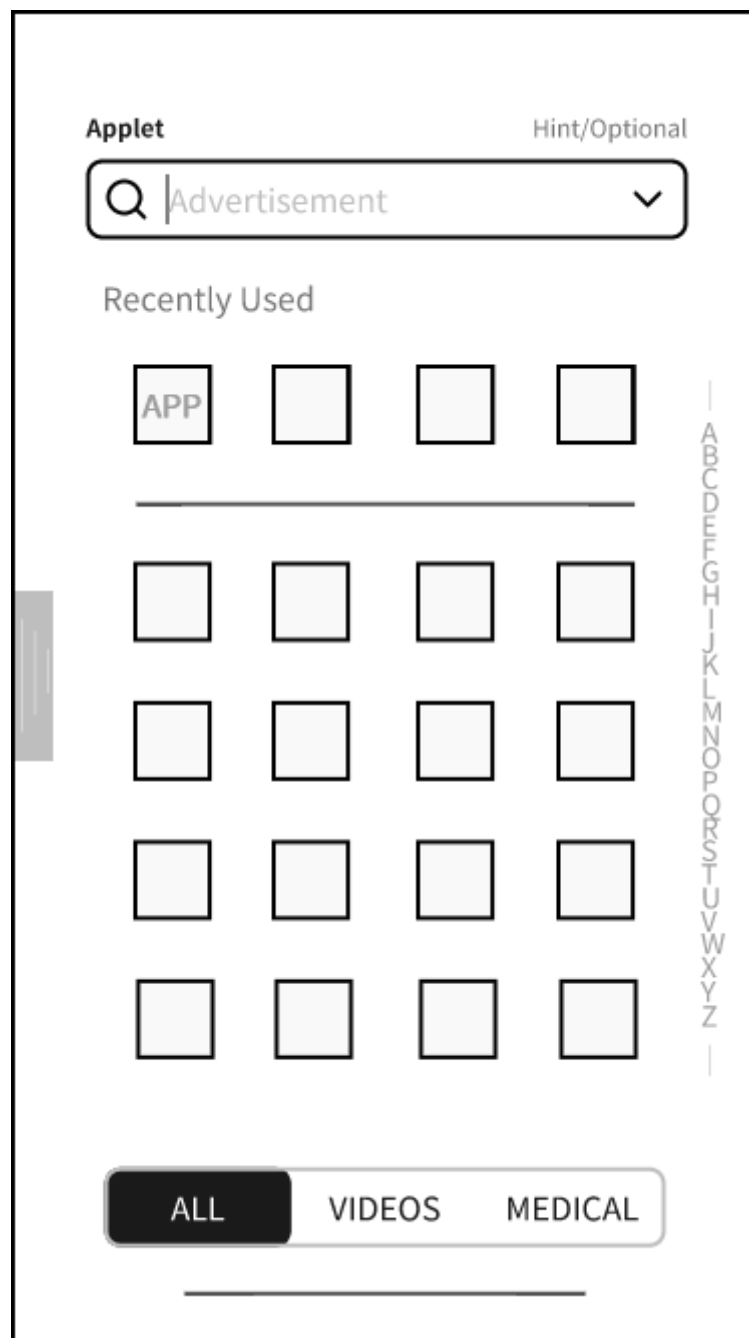 Applet Hint/Optional
Advertisement
Recently Used
APP
A
B
C
D
E
F
G
H
I
J
K
L
M
N
O
P
Q
R
S
T
U
V
W
X
Y
Z
ALL VIDEOS MEDICAL